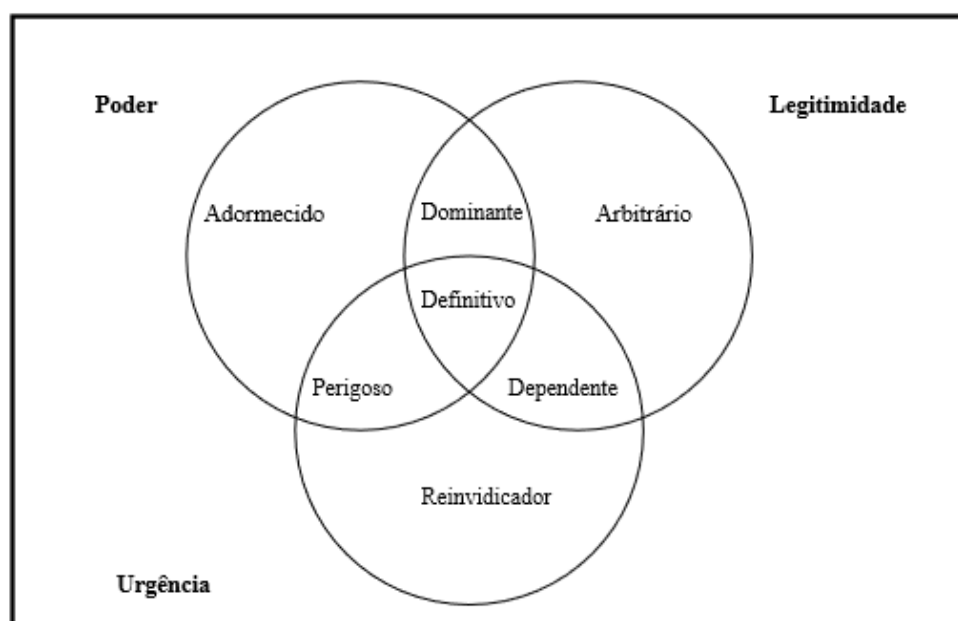 Poder
Legitimidade
Adormecido
Dominante
Arbitrário
Definitivo
Perigoso
Dependente
Reinvidicador
Urgência